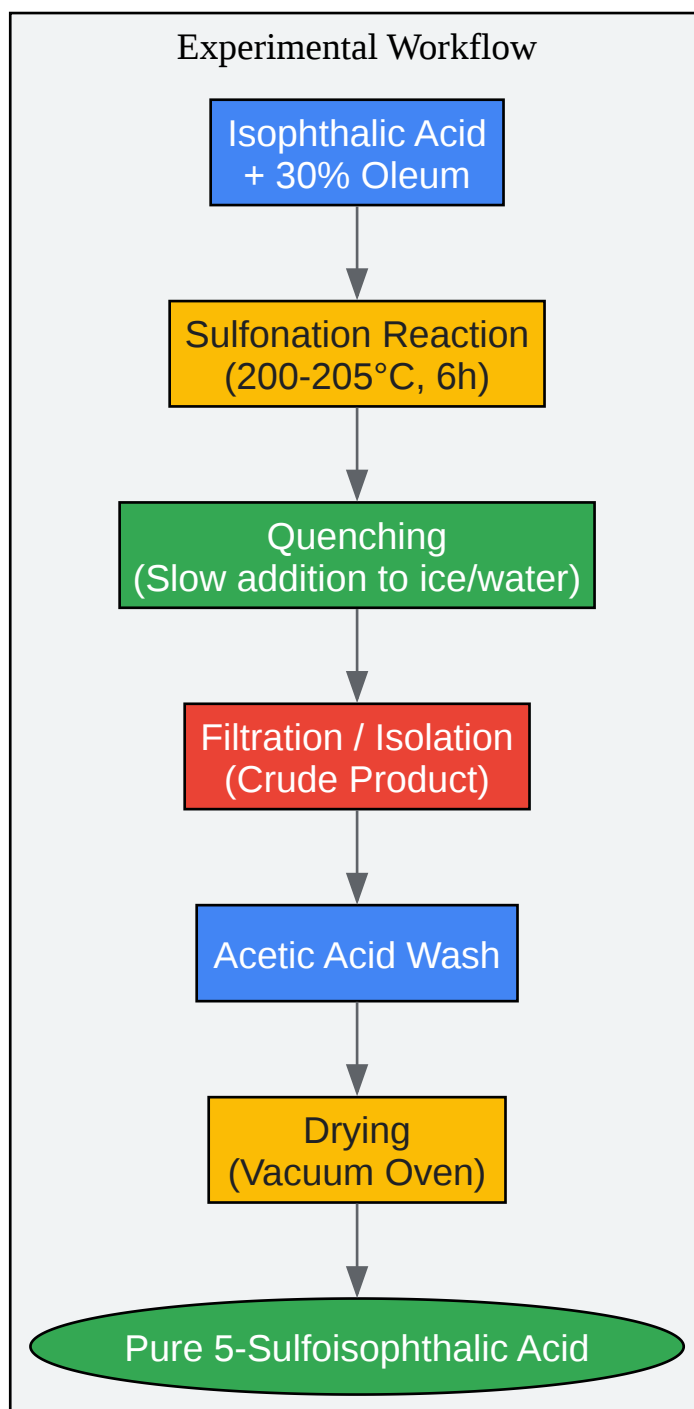 Experimental Workflow
Isophthalic Acid
+ 30% Oleum
Sulfonation Reaction
(200-205°C, 6h)
Quenching
(Slow addition to ice/water)
Filtration / Isolation
(Crude Product)
Acetic Acid Wash
Drying
(Vacuum Oven)
Pure 5-Sulfoisophthalic Acid